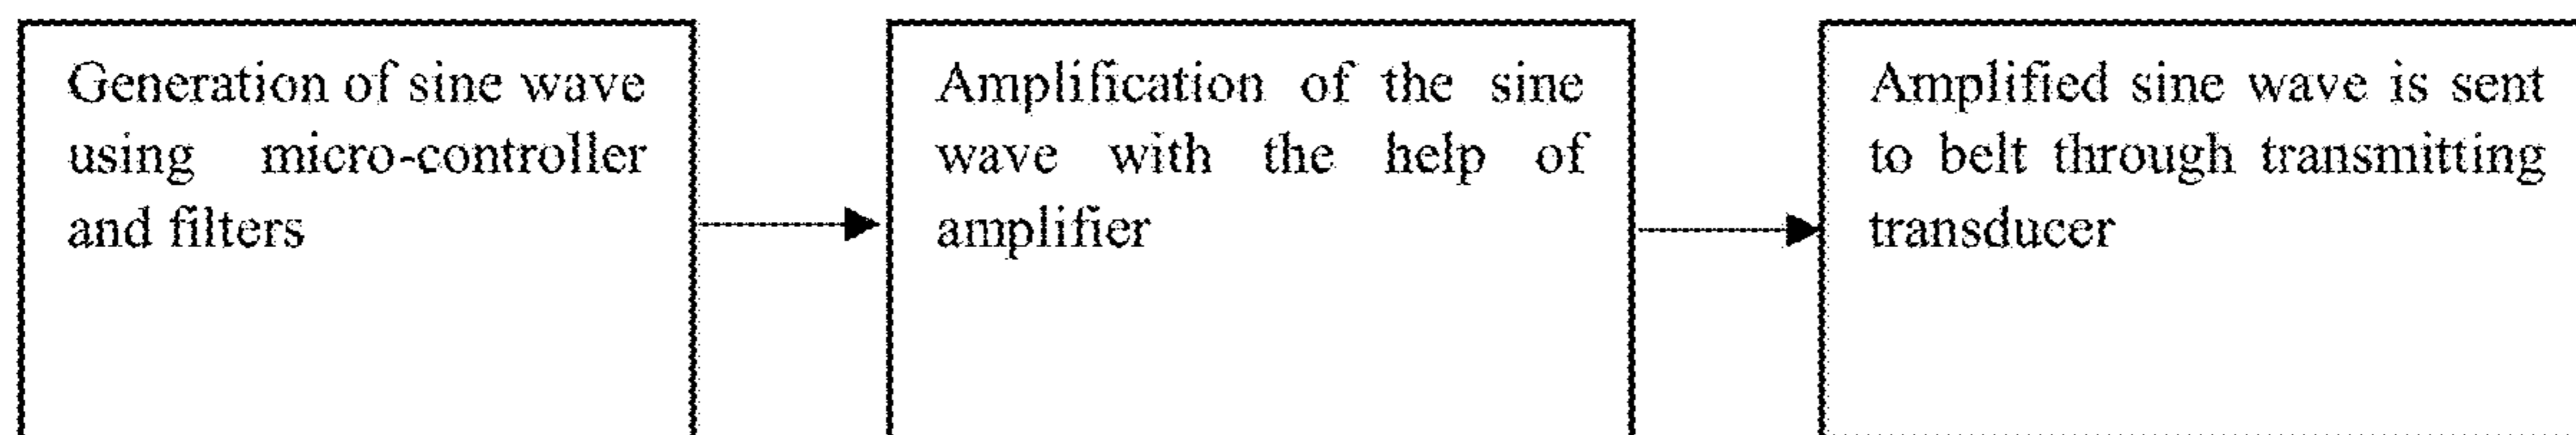 Generation of sine wave
using micro-controller
and filters
Amplification of the sine
wave with the help of
amplifier
Amplified sine wave is sent
to belt through transmitting
transducer